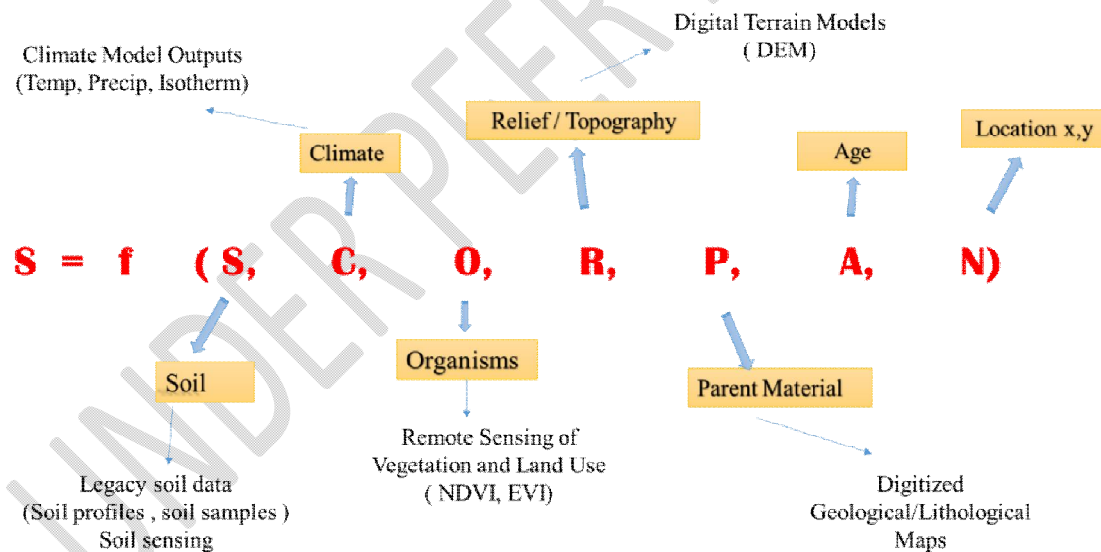 Digital Terrain Models
( DEM)
Climate Model Outputs
(Temp, Precip, Isotherm)
Relief / Topography
Location x,y
Climate
Age
S = f ( S, C, O, R, P, A, N)
Organisms
Soil
Parent Material
Remote Sensing of
Vegetation and Land Use
( NDVI, EVI)
Legacy soil data
(Soil profiles , soil samples )
Soil sensing
Digitized
Geological/Lithological
Maps
UNDER PEER